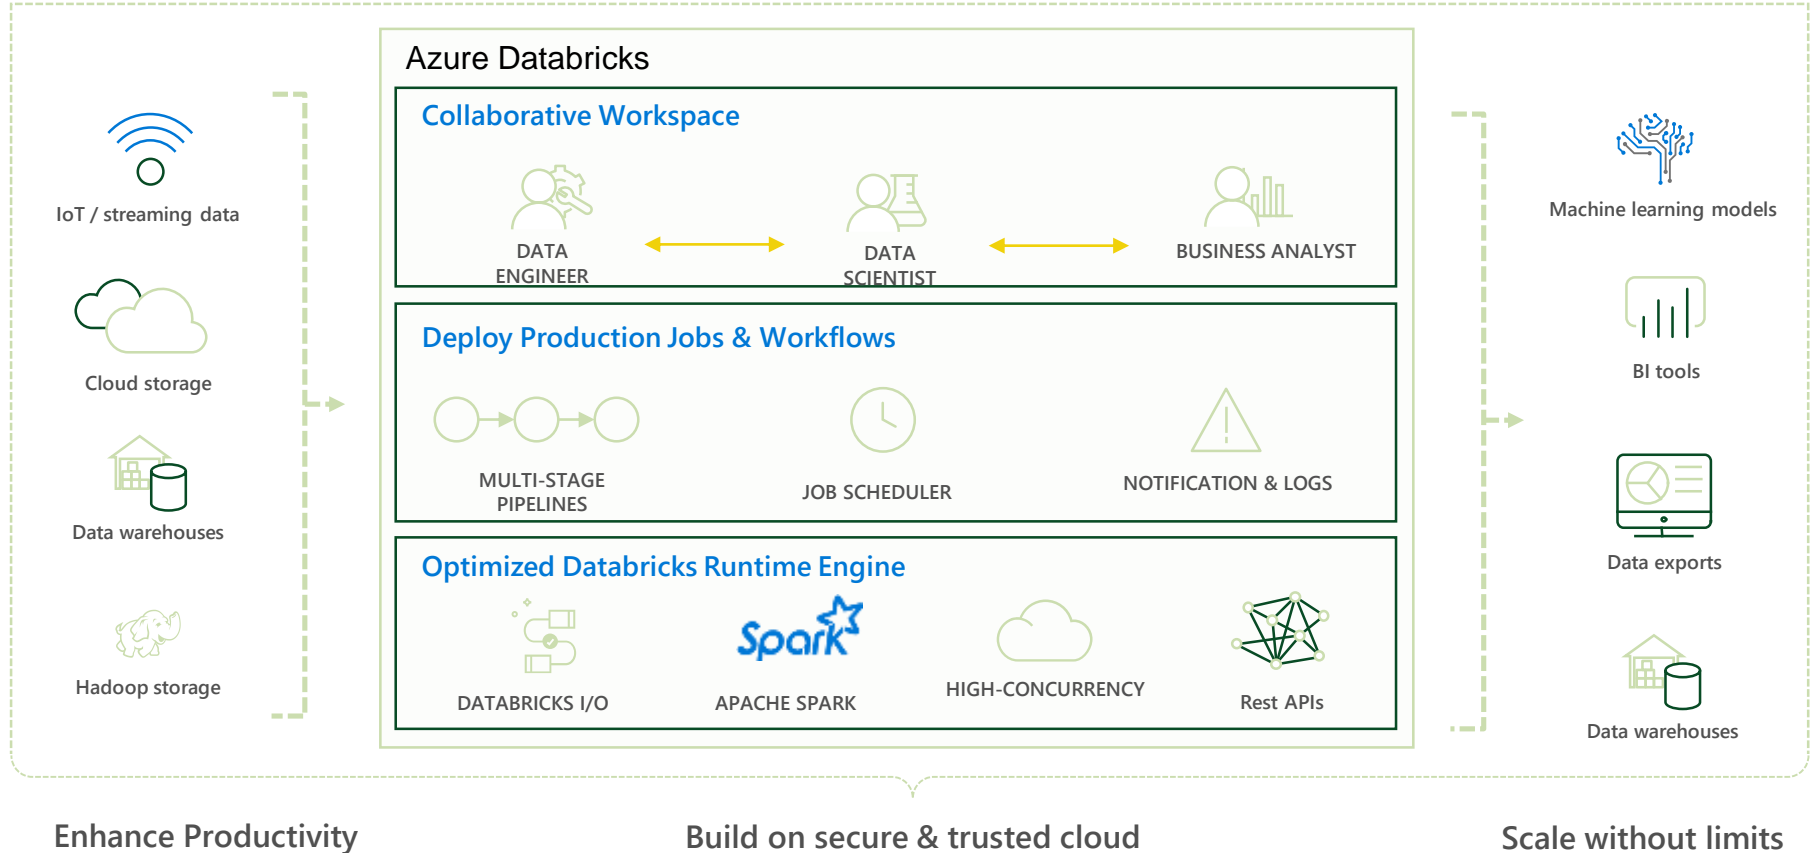 Azure Databricks
Collaborative Workspace
DATA
ENGINEER
DATA
SCIENTIST
BUSINESS ANALYST
Deploy Production Jobs & Workflows
MULTI-STAGE
PIPELINES
JOB SCHEDULER
NOTIFICATION & LOGS
Optimized Databricks Runtime Engine
DATABRICKS I/O
Spark
APACHE SPARK
HIGH-CONCURRENCY
Rest APIs
IoT / streaming data
Cloud storage
Data warehouses
Hadoop storage
Machine learning models
BI tools
Data exports
Data warehouses
Enhance Productivity
Build on secure & trusted cloud
Scale without limits